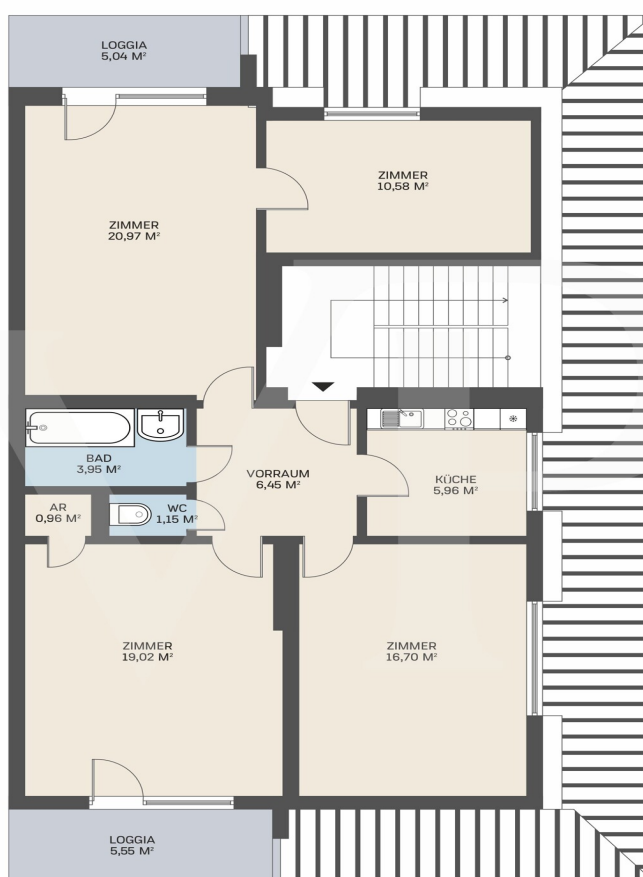 LOGGIA
5,04 M²
ZIMMER
10,58 M²
ZIMMER
20,97 M²
BAD
3,95 M²
VORRAUM
6,45 M²
KÜCHE
5,96 M²
AR
0,96 M²
WC
1,15 M²
ZIMMER
19,02 M²
ZIMMER
16,70 M²
LOGGIA
5,55 M²